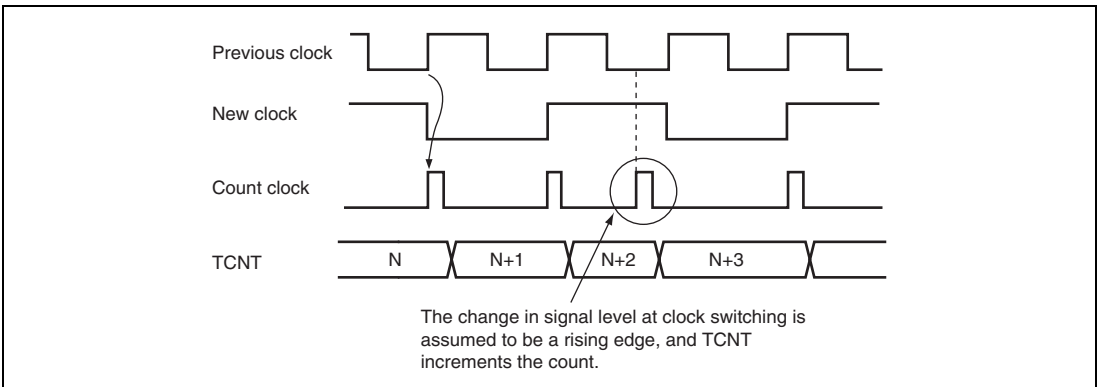 Previous clock
New clock
Count clock
TCNT
N
N+1
N+2
N+3
The change in signal level at clock switching is
assumed to be a rising edge, and TCNT
increments the count.